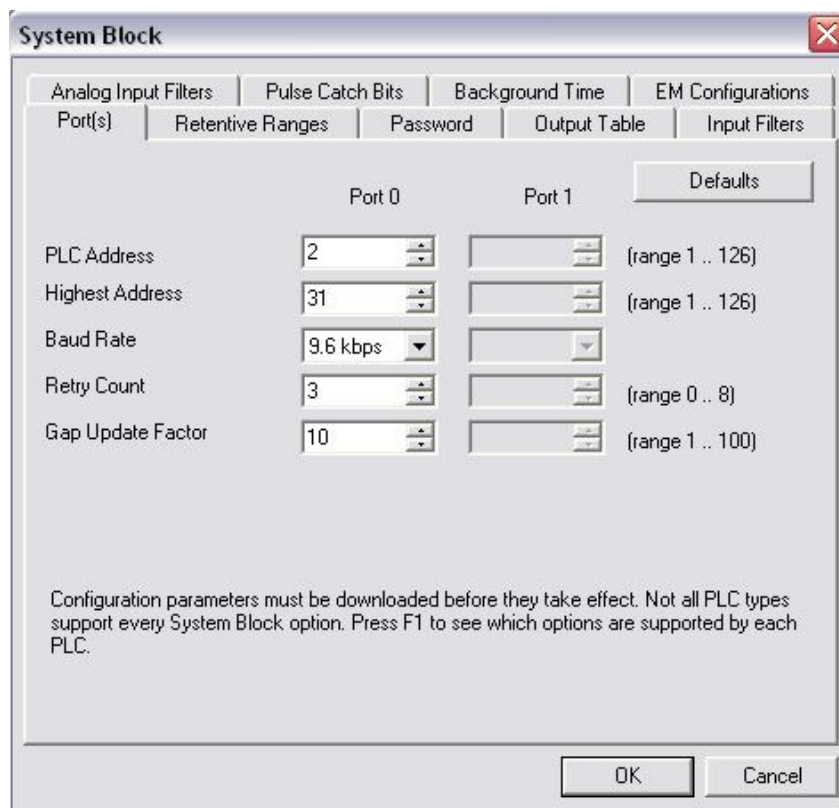 System Block
Analog Input Filters Pulse Catch Bits Background Time EM Configurations
Port(s) Retentive Ranges Password Output Table Input Filters
Defaults
Port 0 Port 1
PLC Address 2 (range 1 .. 126)
Highest Address 31 (range 1 .. 126)
Baud Rate 9.6 kbps
Retry Count 3 (range 0 .. 8)
Gap Update Factor 10 (range 1 .. 100)
Configuration parameters must be downloaded before they take effect. Not all PLC types
support every System Block option. Press F1 to see which options are supported by each
PLC.
OK Cancel